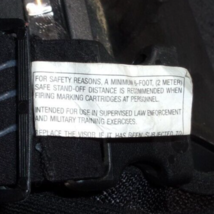 FOR SAFETY REASONS, A MINIMUM 6-FOOT, (2 METER)
SAFE STAND-OFF DISTANCE IS RECOMMENDED WHEN
FIRING MARKING CARTRIDGES AT PERSONNEL.
INTENDED FOR USE IN SUPERVISED LAW ENFORCEMENT
AND MILITARY TRAINING EXERCISES.
REPLACE THE VISOR IF IT HAS BEEN SUBJECTED TO